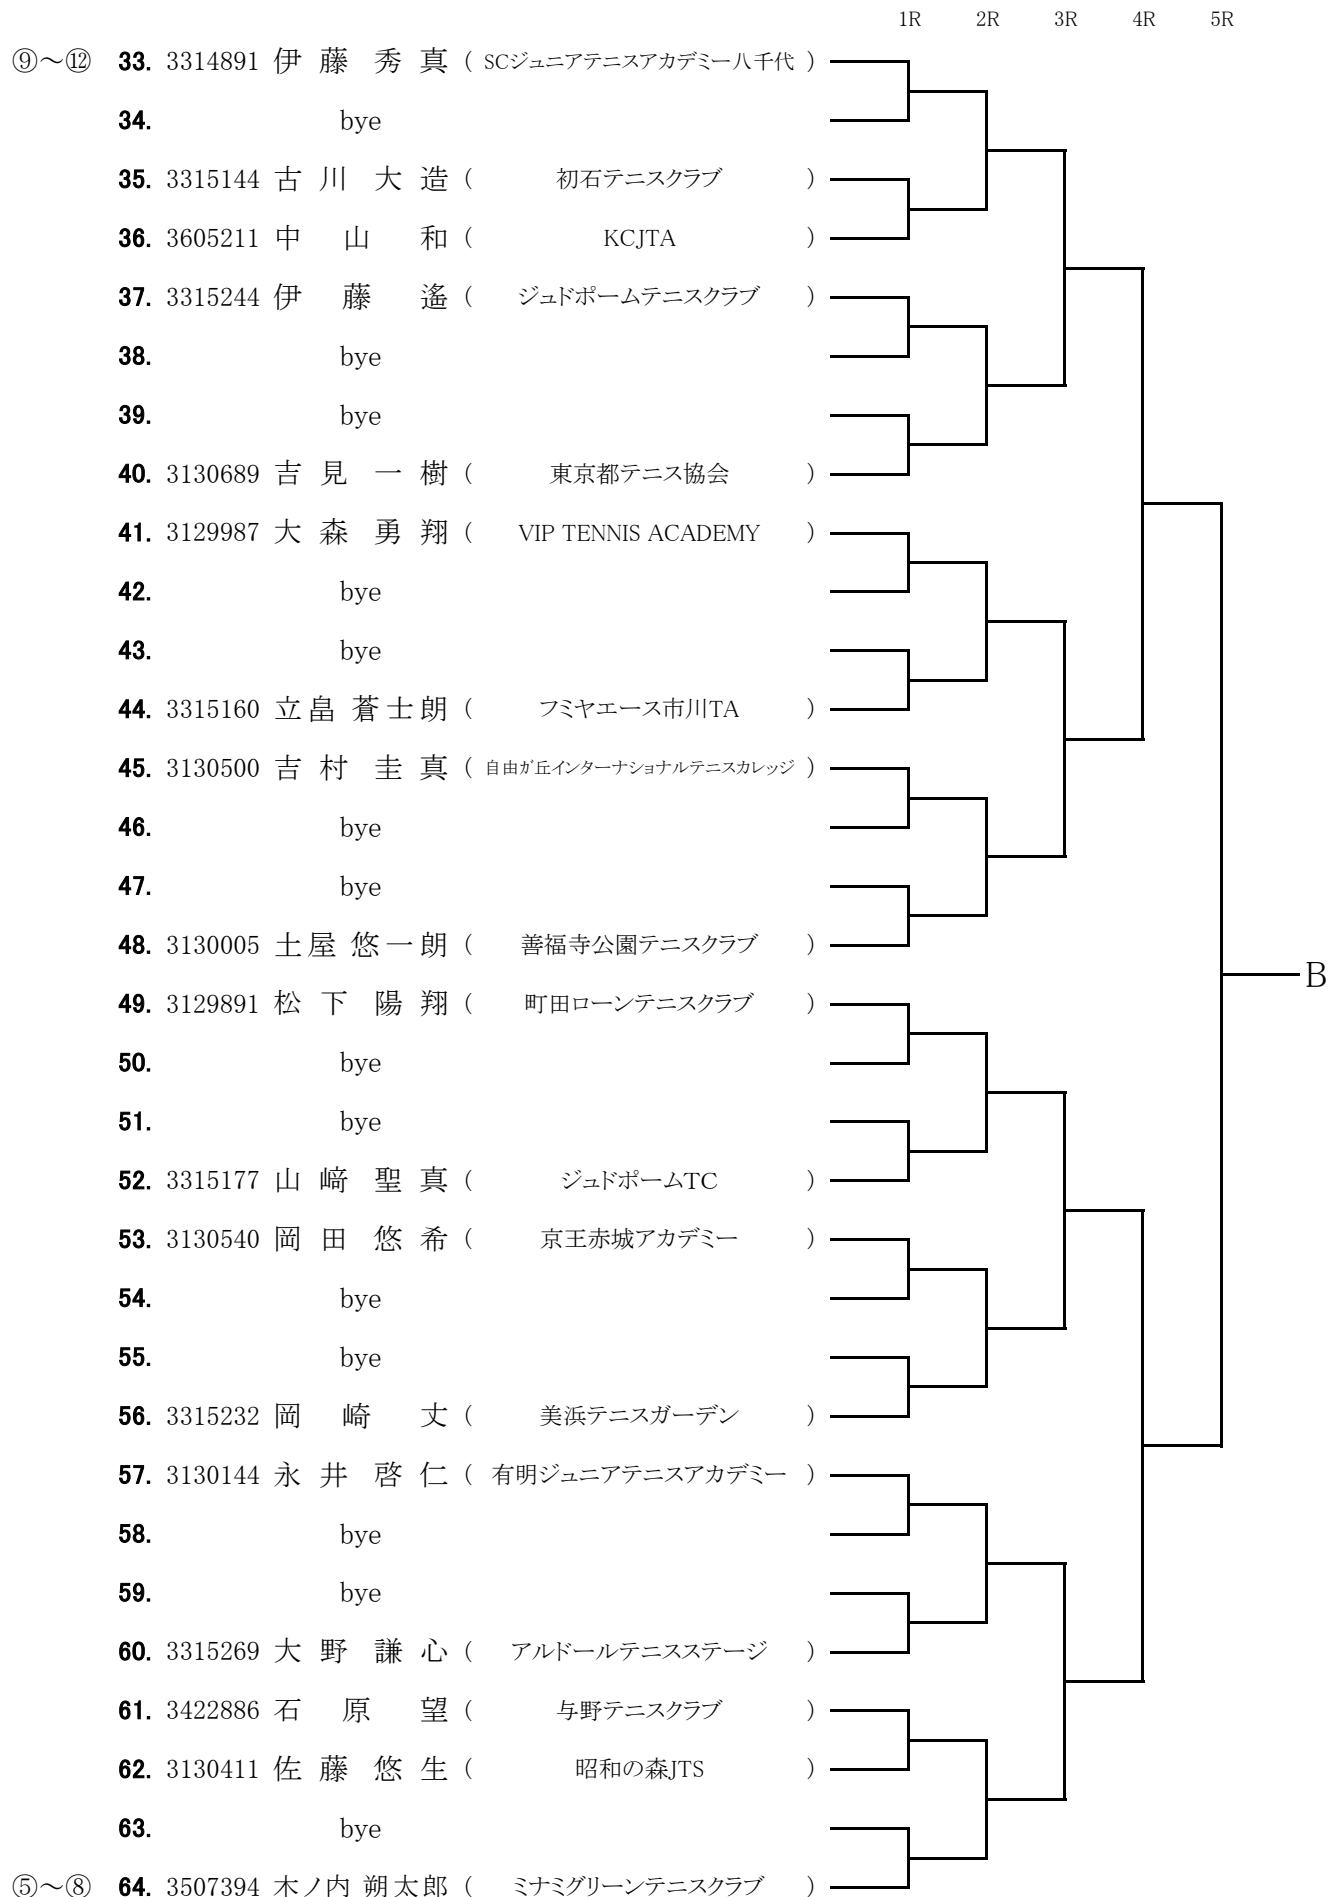 1R 2R 3R 4R 5R
⑨～⑫ 33. 3314891 伊藤 秀真 ( SCジュニアテニスアカデミー八千代 )
34. bye
35. 3315144 古川 大造 ( 初石テニスクラブ )
36. 3605211 中山 和 ( KCJTA )
37. 3315244 伊藤 遙 ( ジュドポームテニスクラブ )
38. bye
39. bye
40. 3130689 吉見 一樹 ( 東京都テニス協会 )
41. 3129987 大森 勇翔 ( VIP TENNIS ACADEMY )
42. bye
43. bye
44. 3315160 立畠 蒼士朗 ( フミヤエース市川TA )
45. 3130500 吉村 圭真 ( 自由が丘インターナショナルテニスカレッジ )
46. bye
47. bye
48. 3130005 土屋 悠一朗 ( 善福寺公園テニスクラブ )
B
49. 3129891 松下 陽翔 ( 町田ローンテニスクラブ )
50. bye
51. bye
52. 3315177 山﨑 聖真 ( ジュドポームTC )
53. 3130540 岡田 悠希 ( 京王赤城アカデミー )
54. bye
55. bye
56. 3315232 岡崎 丈 ( 美浜テニスガーデン )
57. 3130144 永井 啓仁 ( 有明ジュニアテニスアカデミー )
58. bye
59. bye
60. 3315269 大野 謙心 ( アルドールテニスステージ )
61. 3422886 石原 望 ( 与野テニスクラブ )
62. 3130411 佐藤 悠生 ( 昭和の森JTS )
63. bye
⑤～⑧ 64. 3507394 木ノ内 朔太郎 ( ミナミグリーンテニスクラブ )